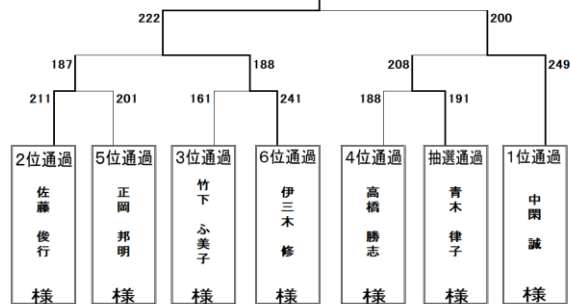 222 200
187 188 208 249
211 201 161 241 188 191
2位通過 5位通過 3位通過 6位通過 4位通過 抽選通過 1位通過
佐藤 俊行 様
正岡 邦明 様
竹下 ふ美子 様
伊三木 修 様
高橋 勝志 様
青木 律子 様
中閑 誠 様